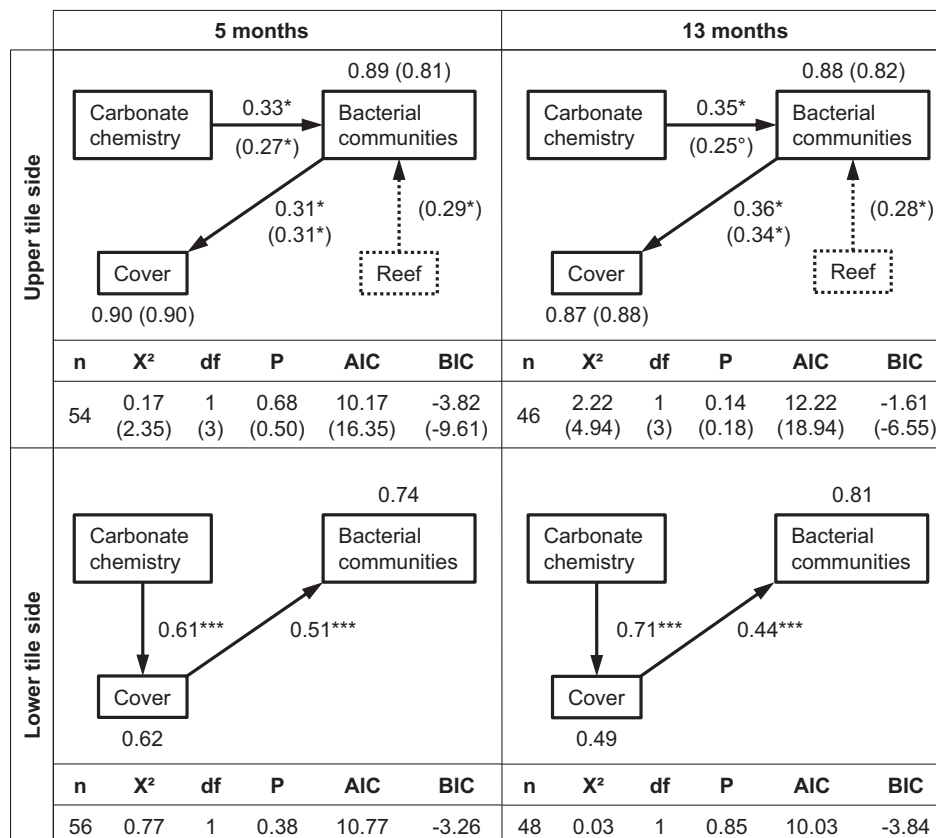 5 months
13 months
Upper tile side
0.89 (0.81)
Carbonate
chemistry
0.33*
(0.27*)
Bacterial
communities
0.31*
(0.31*)
(0.29*)
Cover
Reef
0.90 (0.90)
n X² df P AIC BIC
54 0.17 1 0.68 10.17 -3.82
(2.35) (3) (0.50) (16.35) (-9.61)
0.88 (0.82)
Carbonate
chemistry
0.35*
(0.25°)
Bacterial
communities
0.36*
(0.34*)
(0.28*)
Cover
Reef
0.87 (0.88)
n X² df P AIC BIC
46 2.22 1 0.14 12.22 -1.61
(4.94) (3) (0.18) (18.94) (-6.55)
Lower tile side
0.74
Carbonate
chemistry
Bacterial
communities
0.61***
0.51***
Cover
0.62
n X² df P AIC BIC
56 0.77 1 0.38 10.77 -3.26
0.81
Carbonate
chemistry
Bacterial
communities
0.71***
0.44***
Cover
0.49
n X² df P AIC BIC
48 0.03 1 0.85 10.03 -3.84